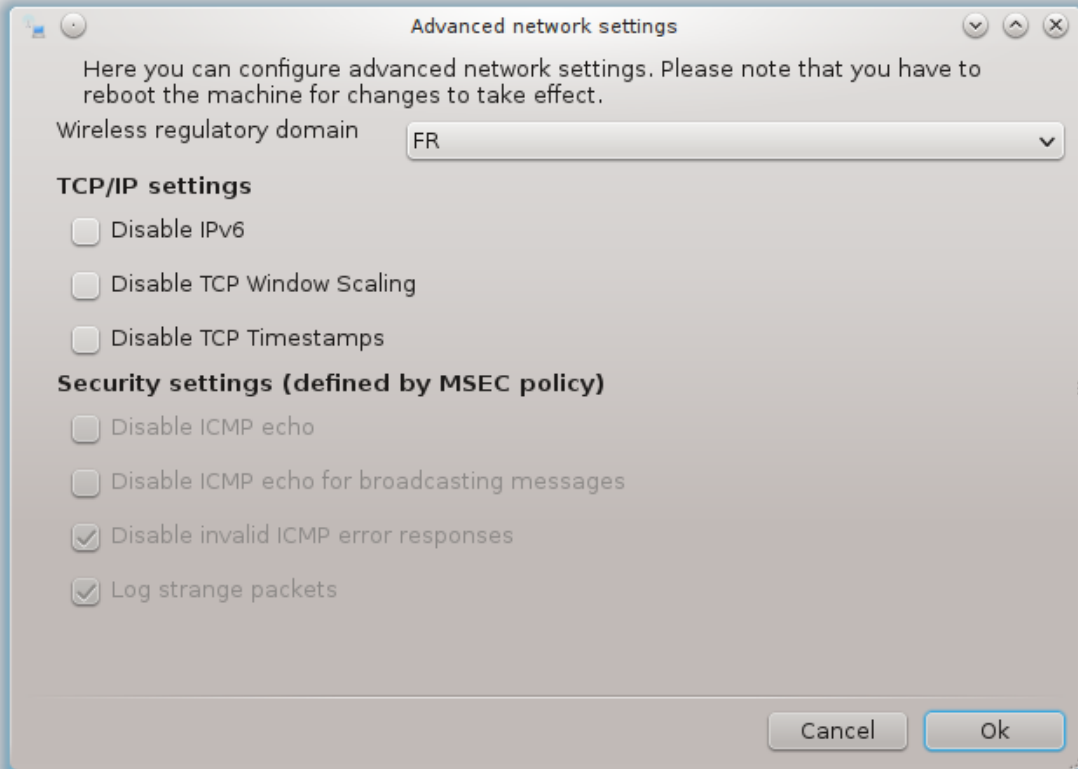 Advanced network settings
Here you can configure advanced network settings. Please note that you have to
reboot the machine for changes to take effect.
Wireless regulatory domain
FR
TCP/IP settings
Disable IPv6
Disable TCP Window Scaling
Disable TCP Timestamps
Security settings (defined by MSEC policy)
Disable ICMP echo
Disable ICMP echo for broadcasting messages
Disable invalid ICMP error responses
Log strange packets
Cancel
Ok